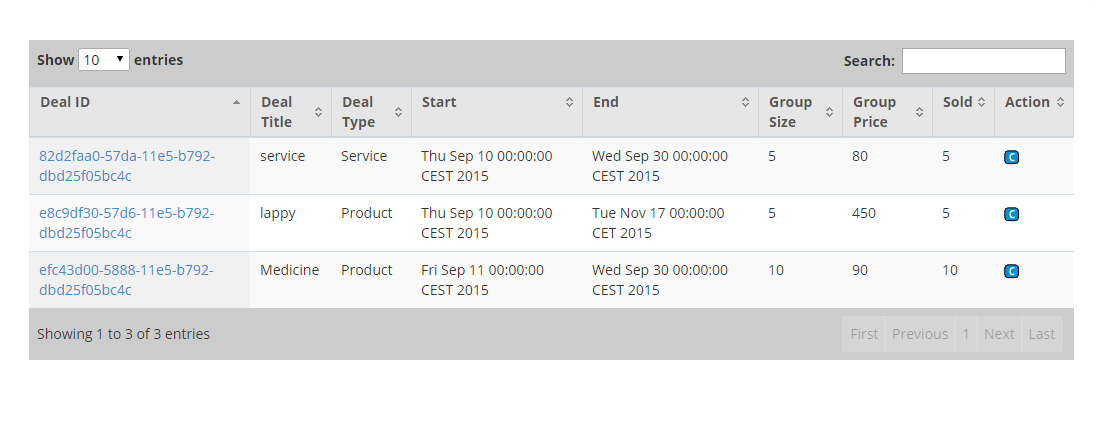 Show 10 entries Search:
Deal ID Deal Title Deal Type Start End Group Size Group Price Sold Action
82d2faa0-57da-11e5-b792- service Service Thu Sep 10 00:00:00 Wed Sep 30 00:00:00 5 80 5 C
dbd25f05bc4c CEST 2015 CEST 2015
e8c9df30-57d6-11e5-b792- lappy Product Thu Sep 10 00:00:00 Tue Nov 17 00:00:00 5 450 5 C
dbd25f05bc4c CEST 2015 CET 2015
efc43d00-5888-11e5-b792- Medicine Product Fri Sep 11 00:00:00 Wed Sep 30 00:00:00 10 90 10 C
dbd25f05bc4c CEST 2015 CEST 2015
Showing 1 to 3 of 3 entries First Previous 1 Next Last